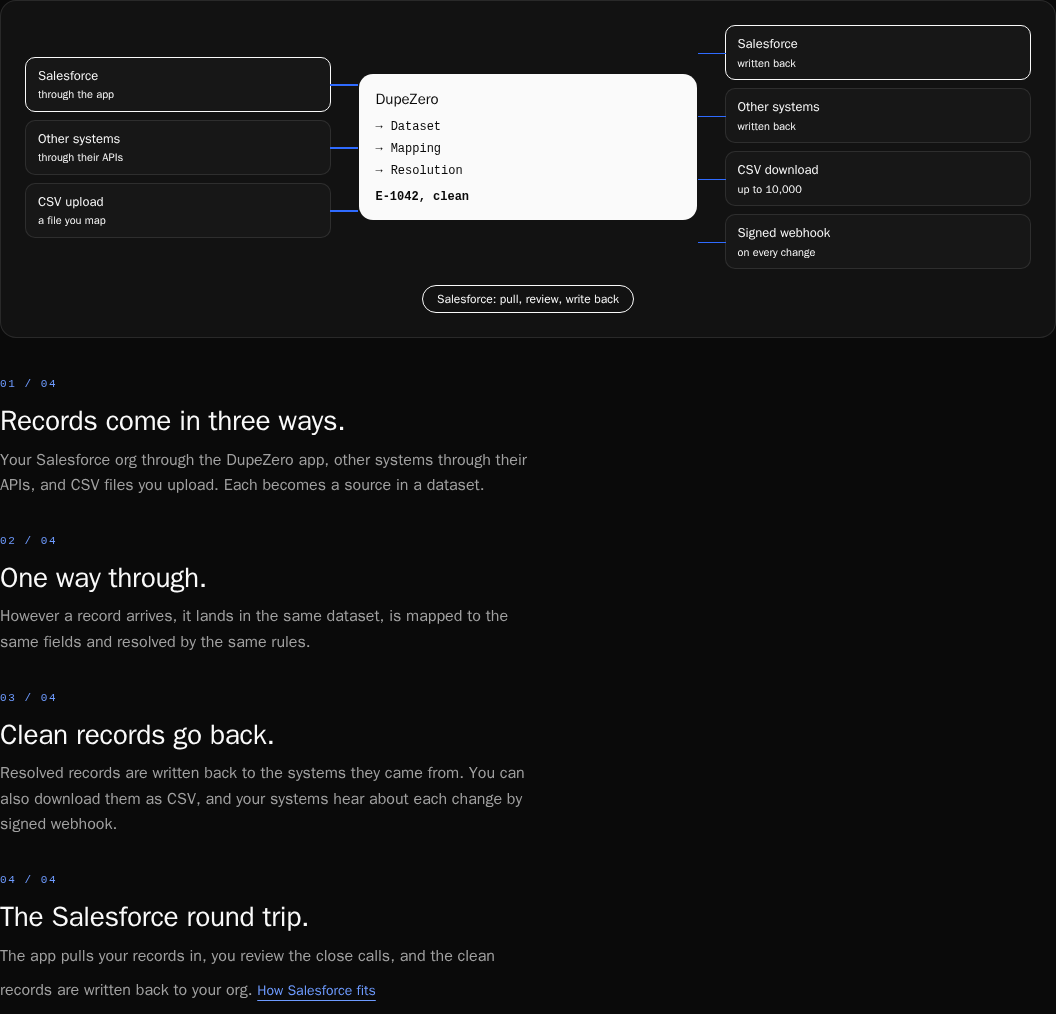 Salesforce
through the app
Other systems
through their APIs
CSV upload
a file you map
DupeZero
→ Dataset
→ Mapping
→ Resolution
E-1042, clean
Salesforce
written back
Other systems
written back
CSV download
up to 10,000
Signed webhook
on every change
Salesforce: pull, review, write back
01 / 04
Records come in three ways.
Your Salesforce org through the DupeZero app, other systems through their
APIs, and CSV files you upload. Each becomes a source in a dataset.
02 / 04
One way through.
However a record arrives, it lands in the same dataset, is mapped to the
same fields and resolved by the same rules.
03 / 04
Clean records go back.
Resolved records are written back to the systems they came from. You can
also download them as CSV, and your systems hear about each change by
signed webhook.
04 / 04
The Salesforce round trip.
The app pulls your records in, you review the close calls, and the clean
records are written back to your org. How Salesforce fits